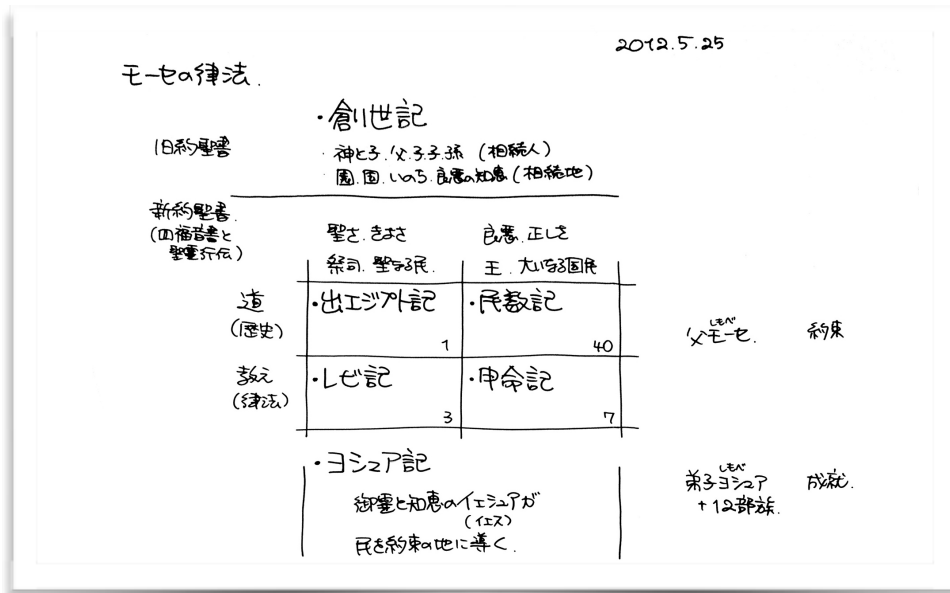 2012.5.25
モーセの律法.
・創世記
旧約聖書
・神と子.父.子.子孫 (相続人)
・園.国.いのち.良悪の知恵 (相続地)
新約聖書.
(四福音書と
聖霊行伝)
聖さ.きよさ
良悪.正しさ
祭司.聖なる民.
王.大いなる国民
道
(歴史)
・出エジプト記
1
・民数記
40
しもべ
父モーセ.
約束
教え
(律法)
・レビ記
3
・申命記
7
・ヨシュア記
御霊と知恵のイェシュアが
(イエス)
民を約束の地に導く.
しもべ
弟子ヨシュア
+12部族.
成就.